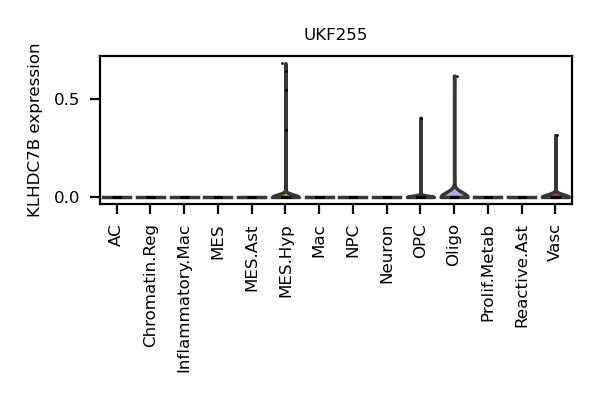 UKF255
KLHDC7B expression
0.5
0.0
AC
Chromatin.Reg
Inflammatory.Mac
MES
MES.Ast
MES.Hyp
Mac
NPC
Neuron
OPC
Oligo
Prolif.Metab
Reactive.Ast
Vasc